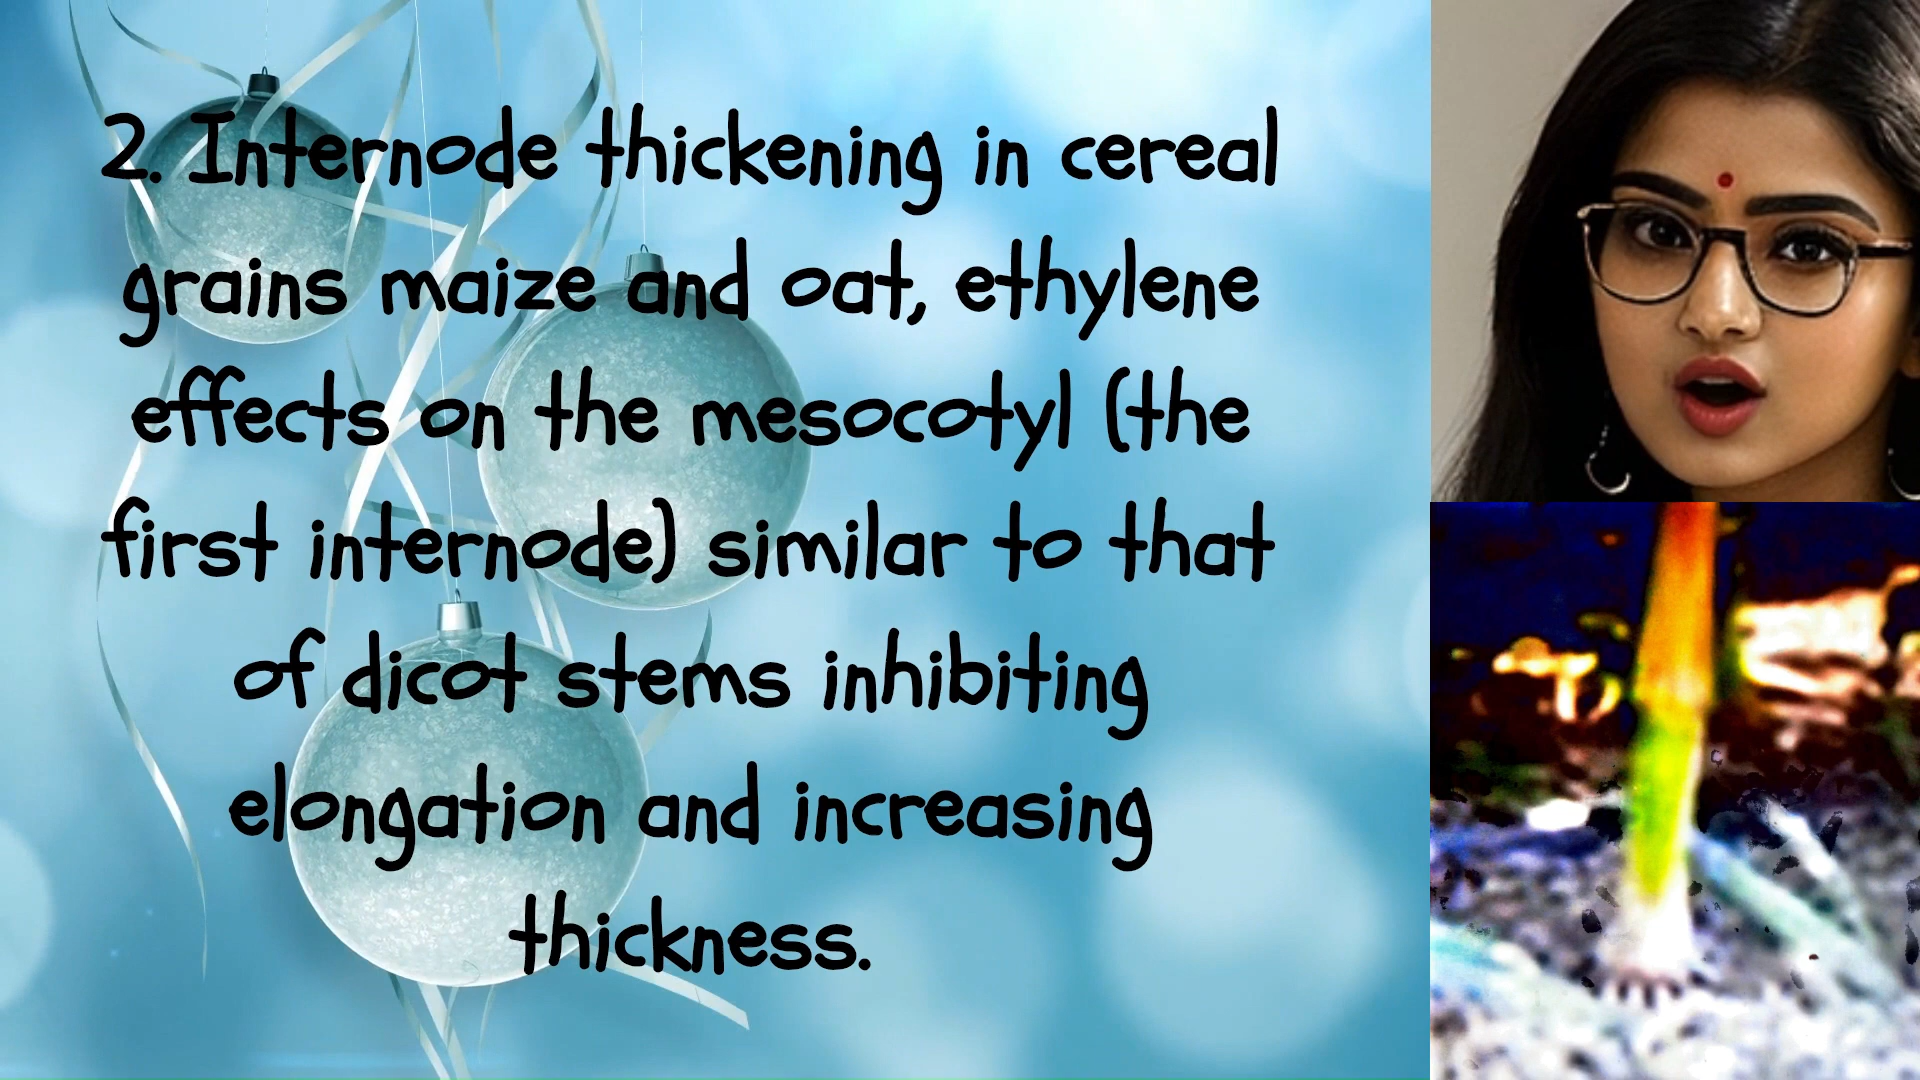 2. Internode thickening in cereal
grains maize and oat, ethylene
effects on the mesocotyl (the
first internode) similar to that
of dicot stems inhibiting
elongation and increasing
thickness.